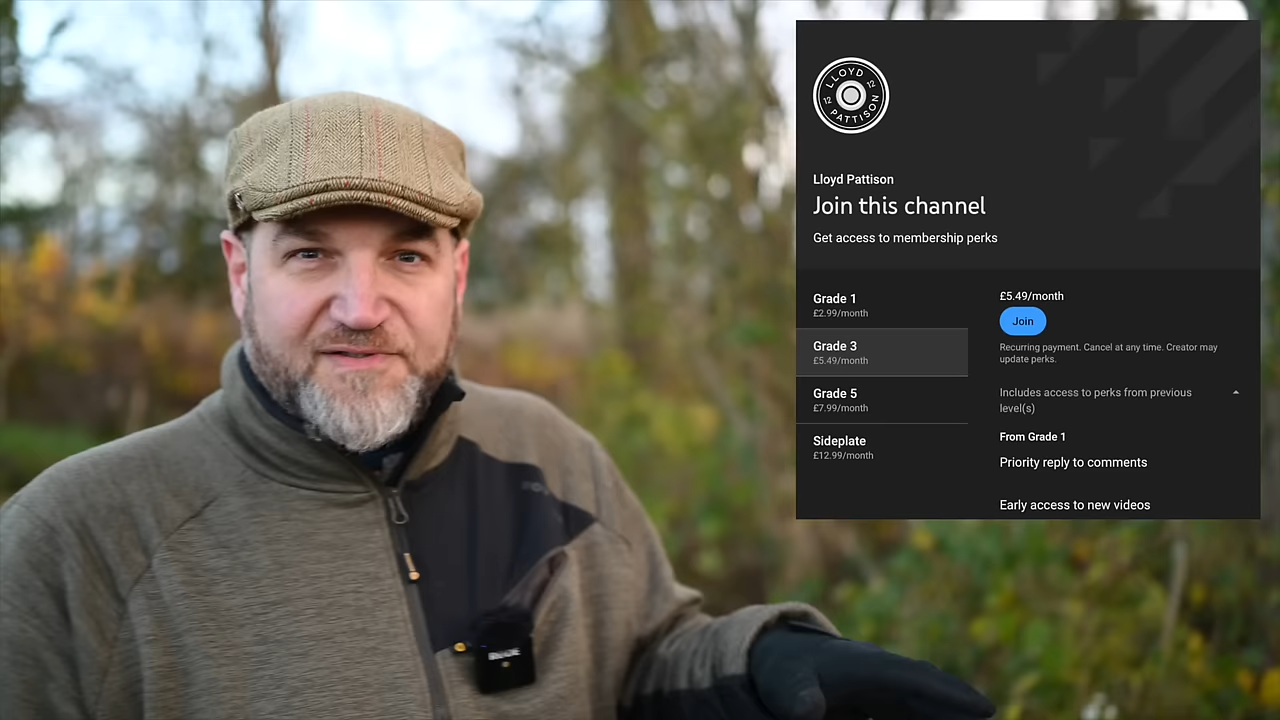 LLOYD
12
12
PATTISON
Lloyd Pattison
Join this channel
Get access to membership perks
Grade 1
£2.99/month
Grade 3
£5.49/month
Grade 5
£7.99/month
Sideplate
£12.99/month
£5.49/month
Join
Recurring payment. Cancel at any time. Creator may
update perks.
Includes access to perks from previous
level(s)
From Grade 1
Priority reply to comments
Early access to new videos